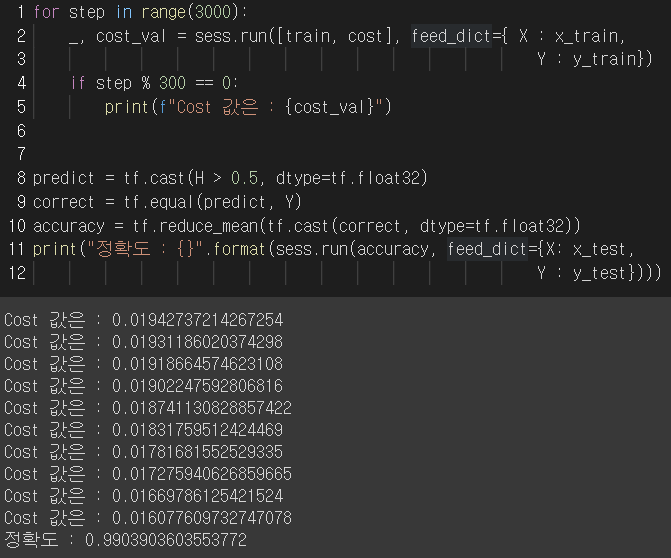 1 for step in range(3000):
2     _, cost_val = sess.run([train, cost], feed_dict={ X : x_train,
3                                                       Y : y_train})
4     if step % 300 == 0:
5         print(f"Cost 값은 : {cost_val}")
6
7
8 predict = tf.cast(H > 0.5, dtype=tf.float32)
9 correct = tf.equal(predict, Y)
10 accuracy = tf.reduce_mean(tf.cast(correct, dtype=tf.float32))
11 print("정확도 : {}".format(sess.run(accuracy, feed_dict={X: x_test,
12                                                       Y : y_test})))
Cost 값은 : 0.01942737214267254
Cost 값은 : 0.01931186020374298
Cost 값은 : 0.01918664574623108
Cost 값은 : 0.01902247592806816
Cost 값은 : 0.018741130828857422
Cost 값은 : 0.01831759512424469
Cost 값은 : 0.01781681552529335
Cost 값은 : 0.017275940626859665
Cost 값은 : 0.01669786125421524
Cost 값은 : 0.016077609732747078
정확도 : 0.9903903603553772